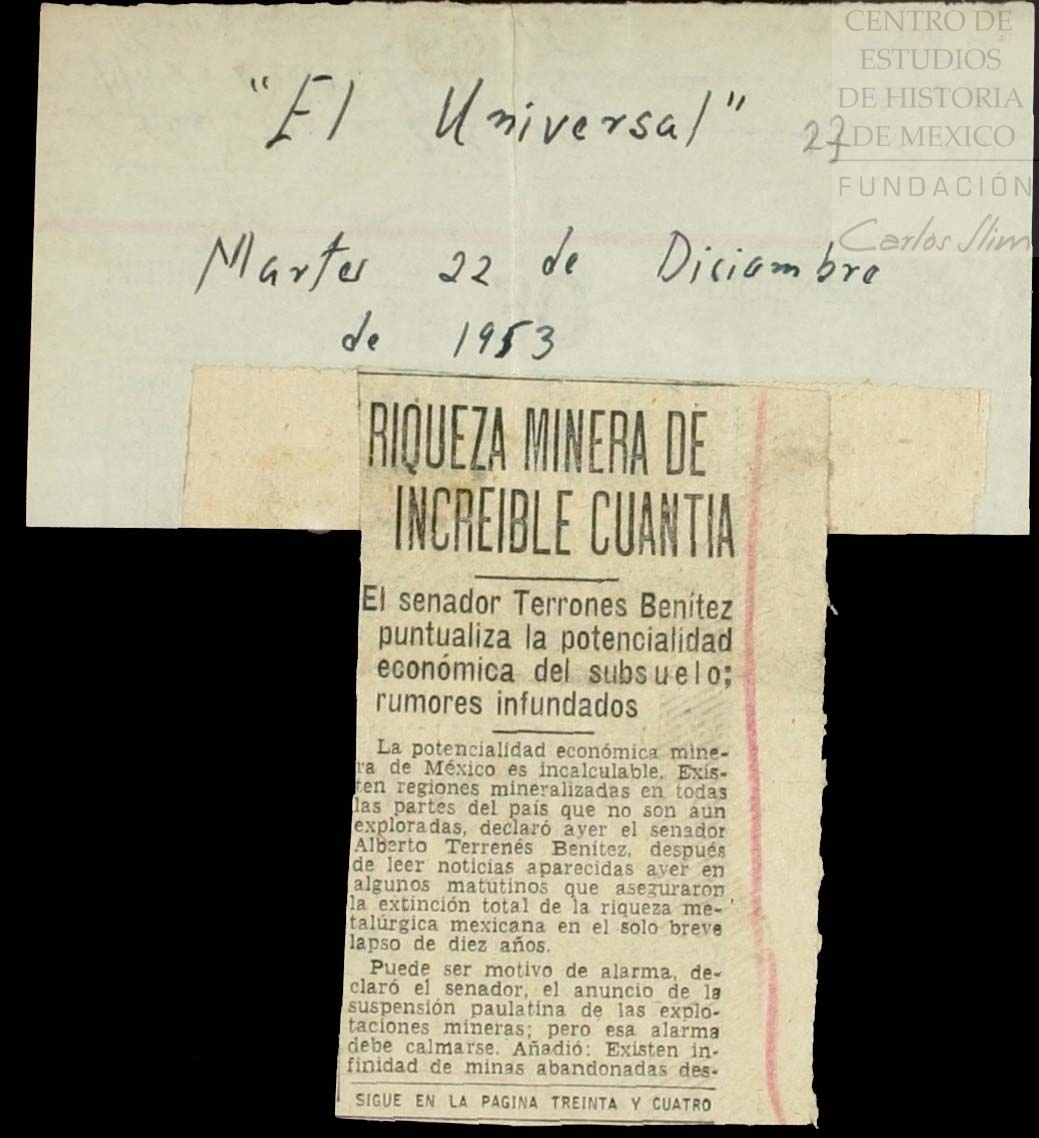 CENTRO DE
ESTUDIOS
DE HISTORIA
DE MEXICO
FUNDACIÓN
Carlos Slim
"El Universal" 27
Martes 22 de Diciembre
de 1953
RIQUEZA MINERA DE
INCREIBLE CUANTIA
El senador Terrones Benítez
puntualiza la potencialidad
económica del subsuelo;
rumores infundados
La potencialidad económica mine-
ra de México es incalculable. Exis-
ten regiones mineralizadas en todas
las partes del país que no son aun
exploradas, declaró ayer el senador
Alberto Terrenés Benítez, después
de leer noticias aparecidas ayer en
algunos matutinos que aseguraron
la extinción total de la riqueza me-
talúrgica mexicana en el solo breve
lapso de diez años.
Puede ser motivo de alarma, de-
claró el senador, el anuncio de la
suspensión paulatina de las explo-
taciones mineras; pero esa alarma
debe calmarse. Añadió: Existen in-
finidad de minas abandonadas des-
SIGUE EN LA PAGINA TREINTA Y CUATRO